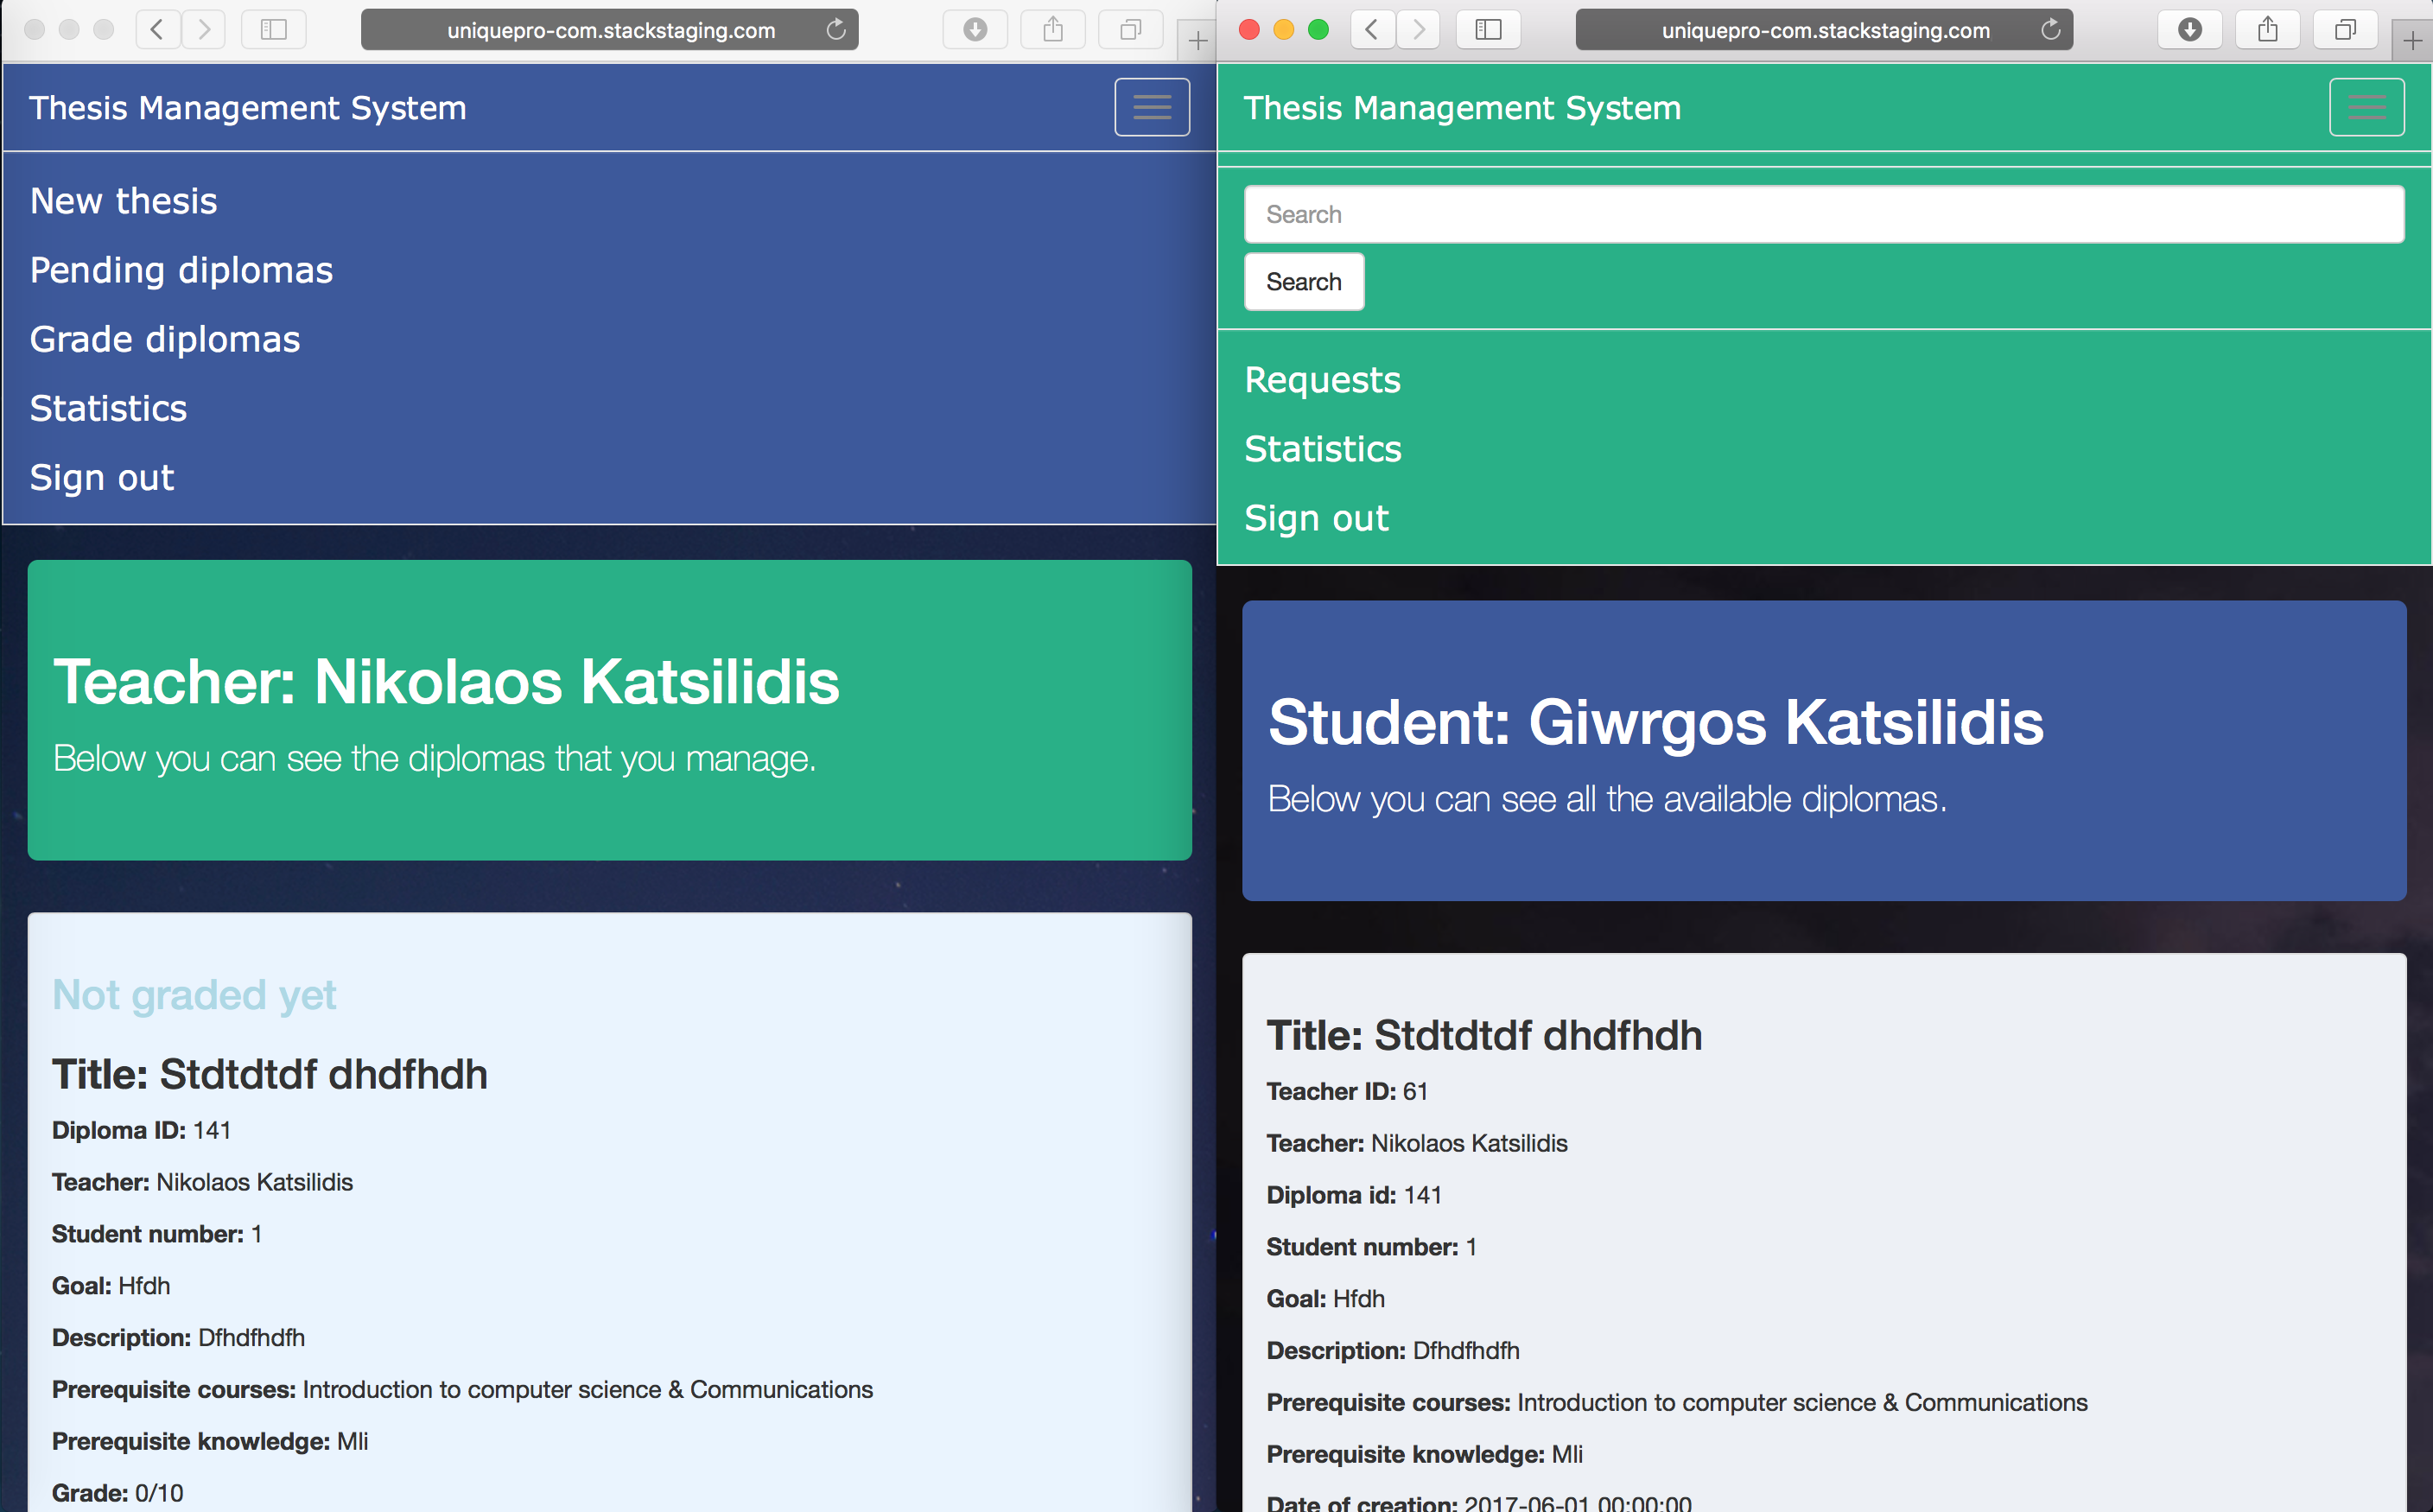 uniquepro-com.stackstaging.com
Thesis Management System
New thesis
Pending diplomas
Grade diplomas
Statistics
Sign out
Teacher: Nikolaos Katsilidis
Below you can see the diplomas that you manage.
Not graded yet
Title: Stdtdtdf dhdfhdh
Diploma ID: 141
Teacher: Nikolaos Katsilidis
Student number: 1
Goal: Hfdh
Description: Dfhdfhdfh
Prerequisite courses: Introduction to computer science & Communications
Prerequisite knowledge: Mli
Grade: 0/10
uniquepro-com.stackstaging.com
Thesis Management System
Search
Search
Requests
Statistics
Sign out
Student: Giwrgos Katsilidis
Below you can see all the available diplomas.
Title: Stdtdtdf dhdfhdh
Teacher ID: 61
Teacher: Nikolaos Katsilidis
Diploma id: 141
Student number: 1
Goal: Hfdh
Description: Dfhdfhdfh
Prerequisite courses: Introduction to computer science & Communications
Prerequisite knowledge: Mli
Date of creation: 2017-06-01 00:00:00